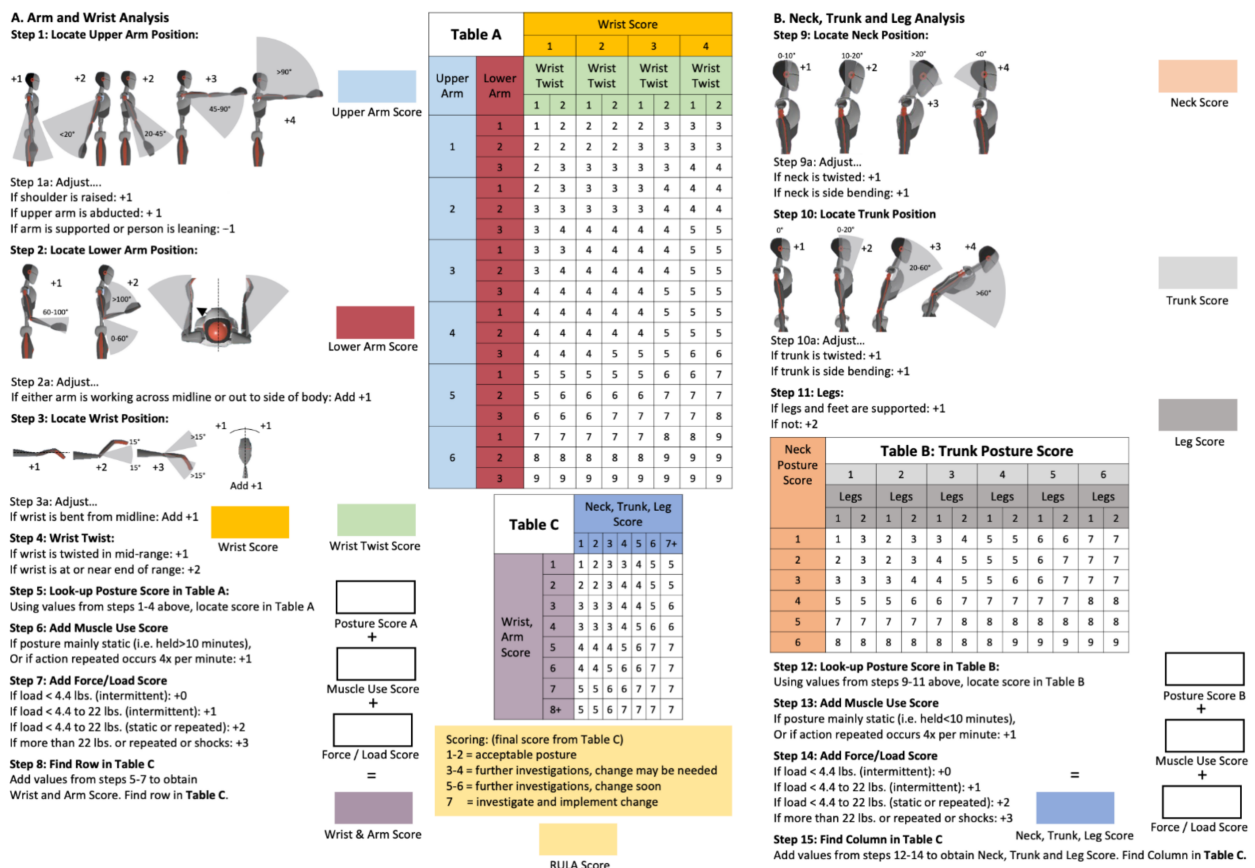 A. Arm and Wrist Analysis
Step 1: Locate Upper Arm Position:
+1
+2
+2
+3
>90°
45-90°
+4
<20°
20-45°
Upper Arm Score
Step 1a: Adjust….
If shoulder is raised: +1
If upper arm is abducted: + 1
If arm is supported or person is leaning: −1
Step 2: Locate Lower Arm Position:
+1
+2
>100°
60-100°
0-60°
Lower Arm Score
Step 2a: Adjust…
If either arm is working across midline or out to side of body: Add +1
Step 3: Locate Wrist Position:
+1
+2
15°
15°
+3
>15°
>15°
+1
+1
Add +1
Step 3a: Adjust…
If wrist is bent from midline: Add +1
Wrist Score
Step 4: Wrist Twist:
If wrist is twisted in mid-range: +1
If wrist is at or near end of range: +2
Wrist Twist Score
Step 5: Look-up Posture Score in Table A:
Using values from steps 1-4 above, locate score in Table A
Posture Score A
+
Step 6: Add Muscle Use Score
If posture mainly static (i.e. held>10 minutes),
Or if action repeated occurs 4x per minute: +1
Muscle Use Score
+
Step 7: Add Force/Load Score
If load < 4.4 lbs. (intermittent): +0
If load < 4.4 to 22 lbs. (intermittent): +1
If load < 4.4 to 22 lbs. (static or repeated): +2
If more than 22 lbs. or repeated or shocks: +3
Force / Load Score
=
Step 8: Find Row in Table C
Add values from steps 5-7 to obtain
Wrist and Arm Score. Find row in Table C.
Wrist & Arm Score
Table A
Wrist Score
1 2 3 4
Upper Arm
Lower Arm
Wrist Twist Wrist Twist Wrist Twist Wrist Twist
1 2 1 2 1 2 1 2
1 1 1 2 2 2 2 3 3 3
2 2 2 2 2 3 3 3 3
3 2 3 3 3 3 3 4 4
2 1 2 3 3 3 3 4 4 4
2 3 3 3 3 3 4 4 4
3 3 4 4 4 4 4 5 5
3 1 3 3 4 4 4 4 5 5
2 3 4 4 4 4 4 5 5
3 4 4 4 4 4 5 5 5
4 1 4 4 4 4 4 5 5 5
2 4 4 4 4 4 5 5 5
3 4 4 4 5 5 5 6 6
5 1 5 5 5 5 5 6 6 7
2 5 6 6 6 6 7 7 7
3 6 6 6 7 7 7 7 8
6 1 7 7 7 7 7 8 8 9
2 8 8 8 8 8 9 9 9
3 9 9 9 9 9 9 9 9
Table C
Neck, Trunk, Leg Score
1 2 3 4 5 6 7+
Wrist, Arm Score
1 1 2 3 3 4 5 5
2 2 2 3 4 4 5 5
3 3 3 3 4 4 5 6
4 3 3 3 4 5 6 6
5 4 4 4 5 6 7 7
6 4 4 5 6 6 7 7
7 5 5 6 6 7 7 7
8+ 5 5 6 7 7 7 7
Scoring: (final score from Table C)
1-2 = acceptable posture
3-4 = further investigations, change may be needed
5-6 = further investigations, change soon
7 = investigate and implement change
RULA Score
B. Neck, Trunk and Leg Analysis
Step 9: Locate Neck Position:
0-10°
+1
10-20°
+2
>20°
+3
<0°
+4
Neck Score
Step 9a: Adjust…
If neck is twisted: +1
If neck is side bending: +1
Step 10: Locate Trunk Position
0°
+1
0-20°
+2
+3
20-60°
+4
>60°
Trunk Score
Step 10a: Adjust…
If trunk is twisted: +1
If trunk is side bending: +1
Step 11: Legs:
If legs and feet are supported: +1
If not: +2
Leg Score
Neck Posture Score
Table B: Trunk Posture Score
1 2 3 4 5 6
Legs Legs Legs Legs Legs Legs
1 2 1 2 1 2 1 2 1 2 1 2
1 1 3 2 3 3 4 5 5 6 6 7 7
2 2 3 2 3 4 5 5 5 6 7 7 7
3 3 3 3 4 4 5 5 6 6 7 7 7
4 5 5 5 6 6 7 7 7 7 7 8 8
5 7 7 7 7 7 8 8 8 8 8 8 8
6 8 8 8 8 8 8 8 9 9 9 9 9
Step 12: Look-up Posture Score in Table B:
Using values from steps 9-11 above, locate score in Table B
Posture Score B
+
Step 13: Add Muscle Use Score
If posture mainly static (i.e. held<10 minutes),
Or if action repeated occurs 4x per minute: +1
Muscle Use Score
+
Step 14: Add Force/Load Score
If load < 4.4 lbs. (intermittent): +0
If load < 4.4 to 22 lbs. (intermittent): +1
If load < 4.4 to 22 lbs. (static or repeated): +2
If more than 22 lbs. or repeated or shocks: +3
=
Neck, Trunk, Leg Score
Force / Load Score
Step 15: Find Column in Table C
Add values from steps 12-14 to obtain Neck, Trunk and Leg Score. Find Column in Table C.